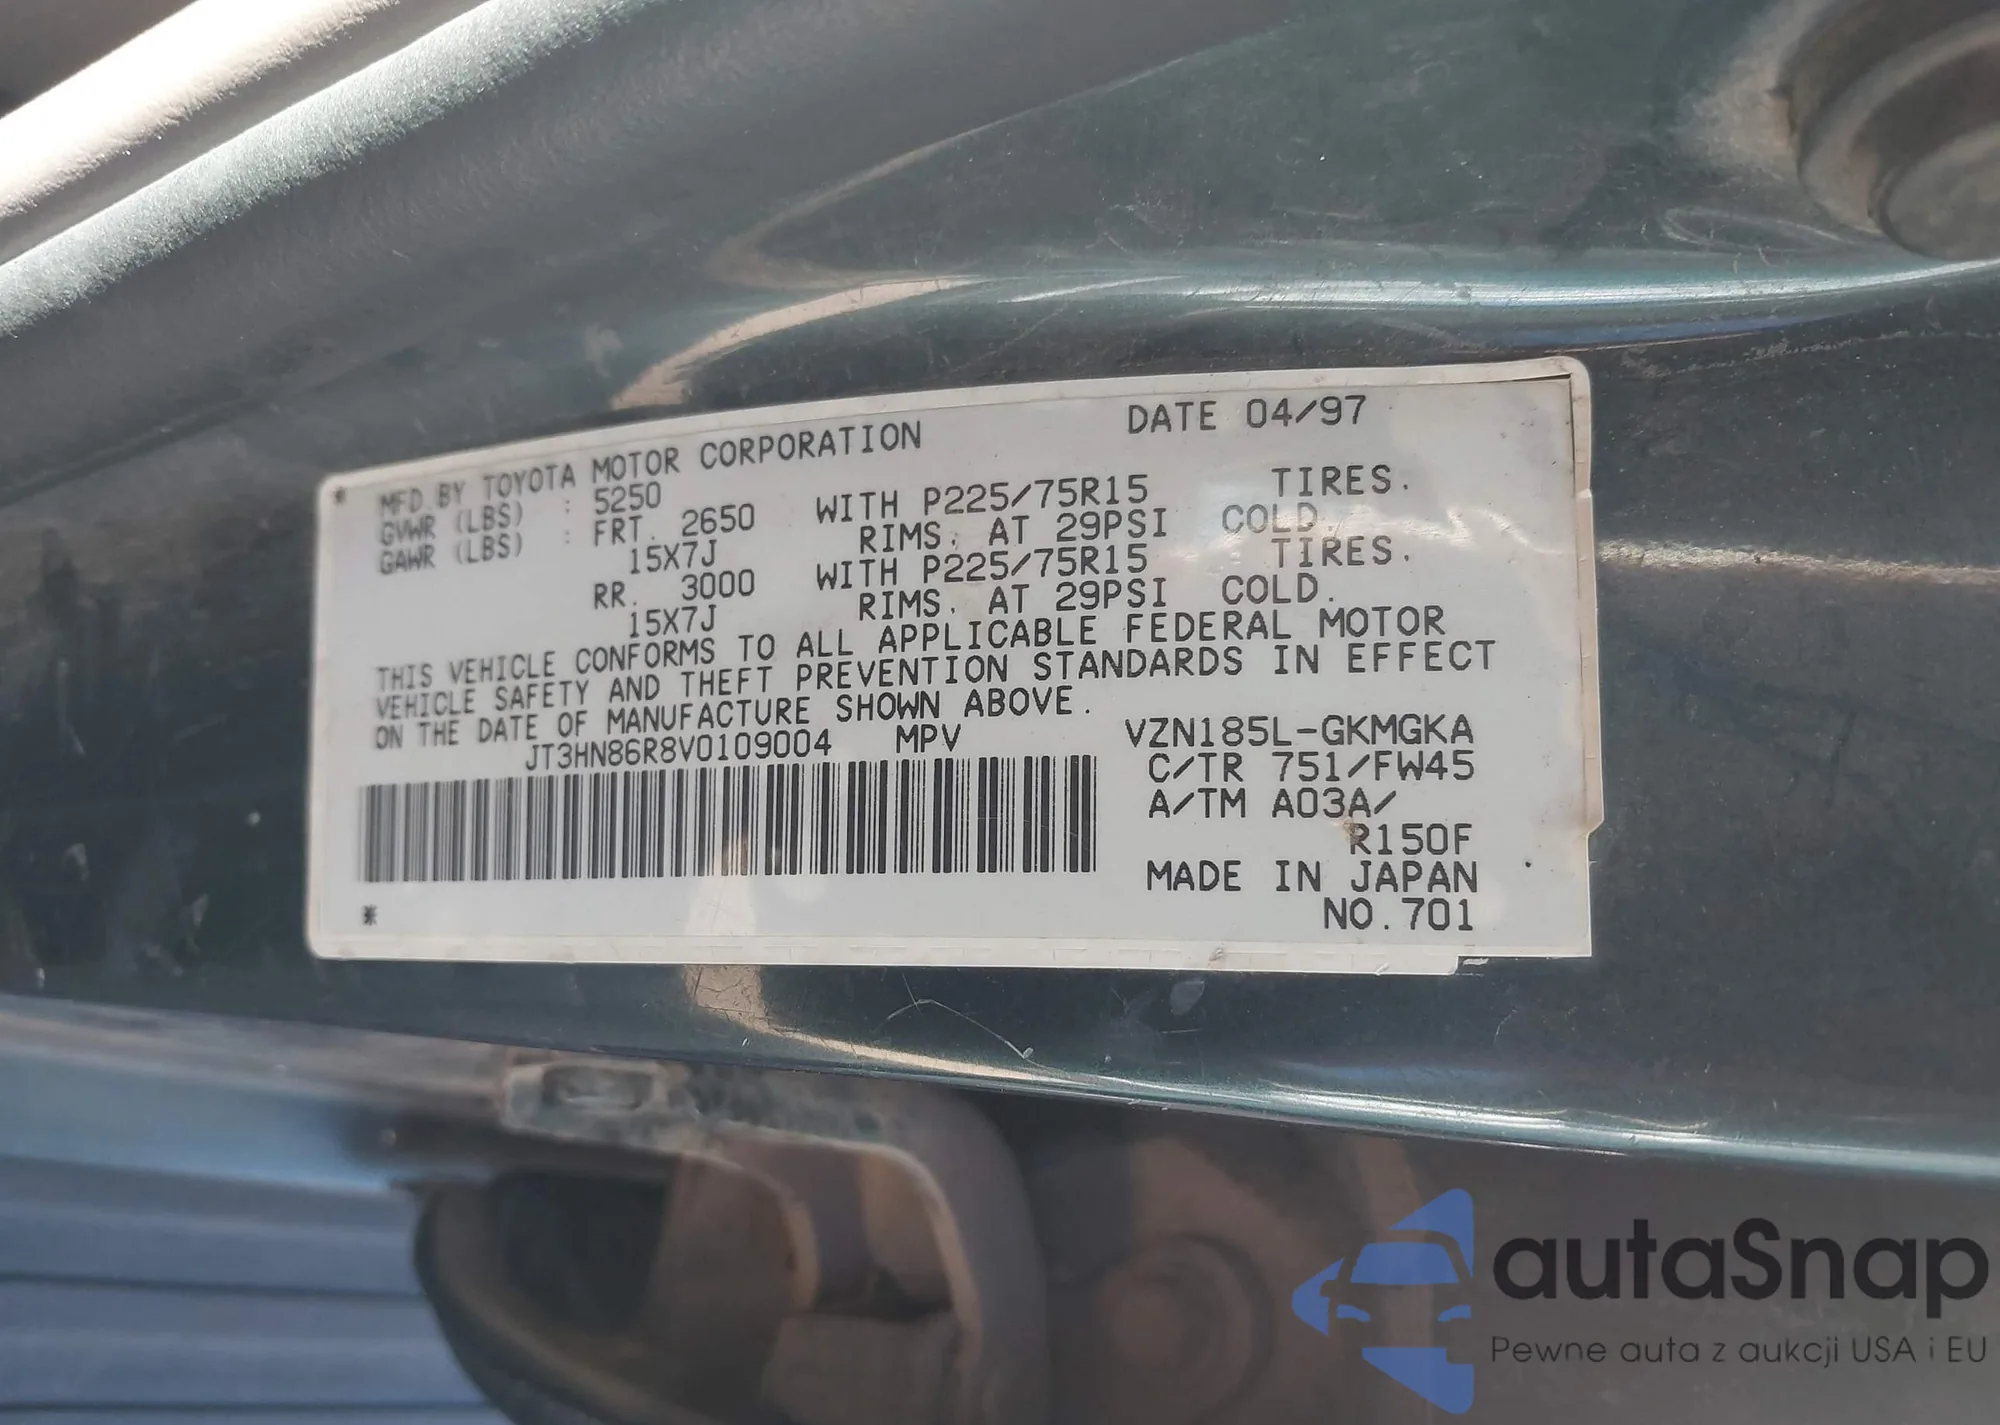 MFD.BY TOYOTA MOTOR CORPORATION DATE 04/97
GVWR (LBS) : 5250
GAWR (LBS) : FRT. 2650 WITH P225/75R15 TIRES.
15X7J RIMS. AT 29PSI COLD.
RR. 3000 WITH P225/75R15 TIRES.
15X7J RIMS. AT 29PSI COLD.
THIS VEHICLE CONFORMS TO ALL APPLICABLE FEDERAL MOTOR
VEHICLE SAFETY AND THEFT PREVENTION STANDARDS IN EFFECT
ON THE DATE OF MANUFACTURE SHOWN ABOVE.
JT3HN86R8V0109004 MPV VZN185L-GKMGKA
C/TR 751/FW45
A/TM A03A/
R150F
MADE IN JAPAN
NO.701
autaSnap
Pewne auta z aukcji USA i EU